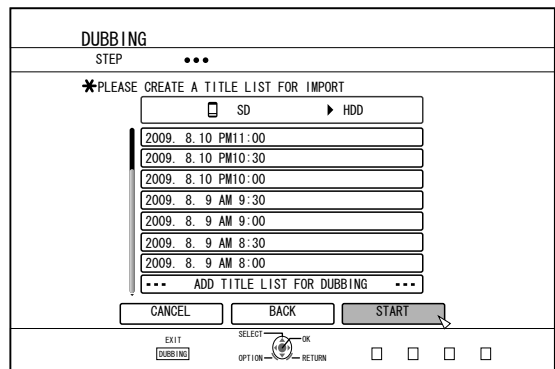 DUBBING
STEP •••
*PLEASE CREATE A TITLE LIST FOR IMPORT
SD ▶ HDD
2009. 8.10 PM11:00
2009. 8.10 PM10:30
2009. 8.10 PM10:00
2009. 8. 9 AM 9:30
2009. 8. 9 AM 9:00
2009. 8. 9 AM 8:30
2009. 8. 9 AM 8:00
--- ADD TITLE LIST FOR DUBBING ---
CANCEL BACK START
EXIT
DUBBING
SELECT OK
OPTION RETURN